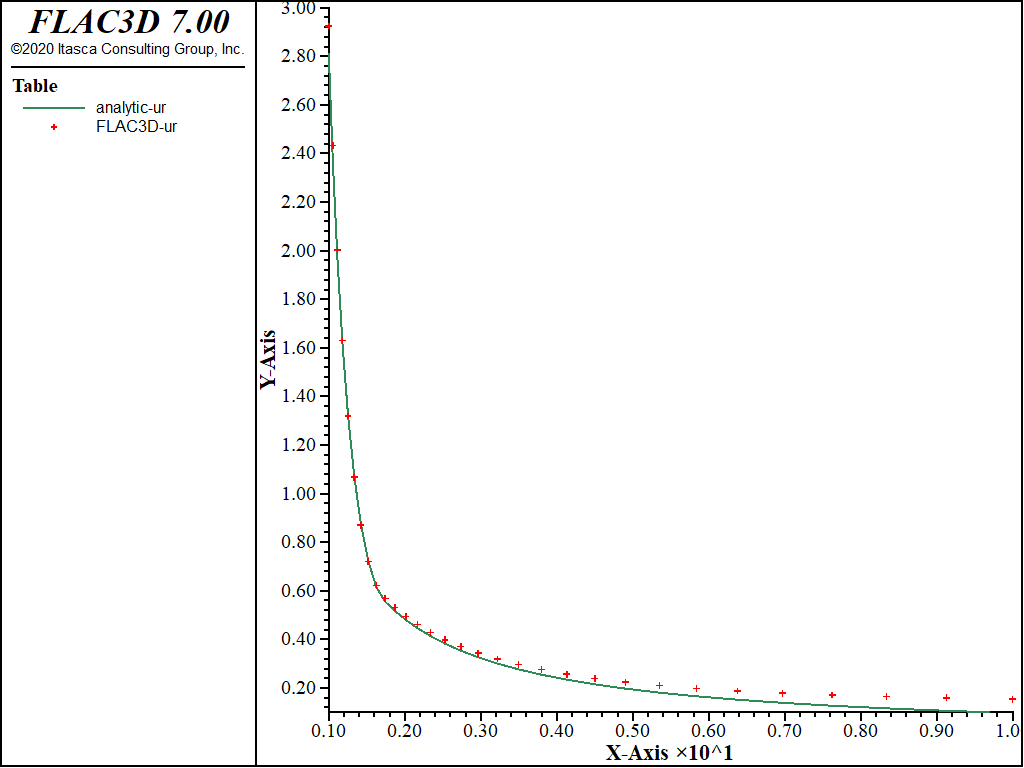 FLAC3D 7.00
©2020 Itasca Consulting Group, Inc.
Table
analytic-ur
FLAC3D-ur
3.00
2.80
2.60
2.40
2.20
2.00
1.80
1.60
1.40
1.20
1.00
0.80
0.60
0.40
0.20
Y-Axis
0.10 0.20 0.30 0.40 0.50 0.60 0.70 0.80 0.90 1.0
X-Axis ×10^1